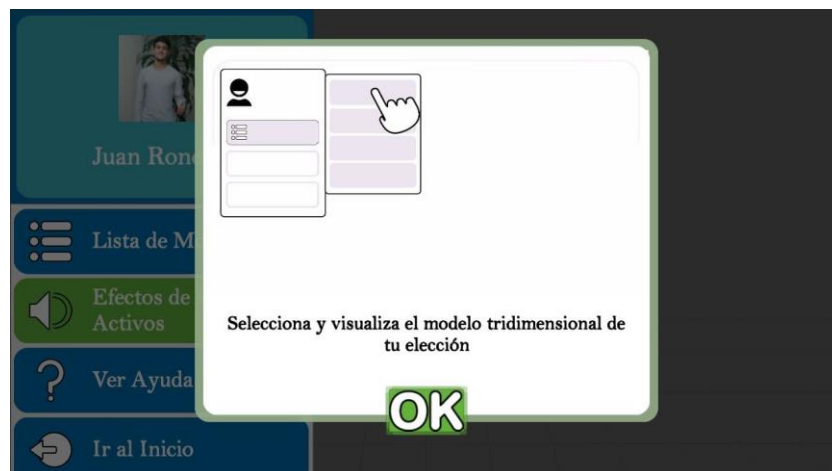 Juan Ron
Lista de M
Efectos de
Activos
Ver Ayuda
Ir al Inicio
Selecciona y visualiza el modelo tridimensional de
tu elección
OK